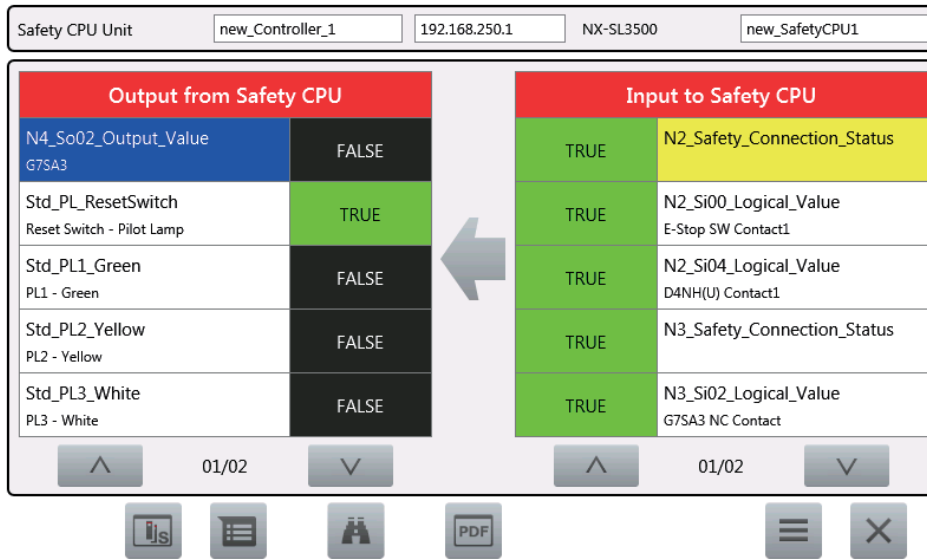 Safety CPU Unit new_Controller_1 192.168.250.1 NX-SL3500 new_SafetyCPU1
Output from Safety CPU
N4_So02_Output_Value FALSE
G7SA3
Std_PL_ResetSwitch TRUE
Reset Switch - Pilot Lamp
Std_PL1_Green FALSE
PL1 - Green
Std_PL2_Yellow FALSE
PL2 - Yellow
Std_PL3_White FALSE
PL3 - White
01/02
Input to Safety CPU
TRUE N2_Safety_Connection_Status
TRUE N2_Si00_Logical_Value
E-Stop SW Contact1
TRUE N2_Si04_Logical_Value
D4NH(U) Contact1
TRUE N3_Safety_Connection_Status
TRUE N3_Si02_Logical_Value
G7SA3 NC Contact
01/02
PDF